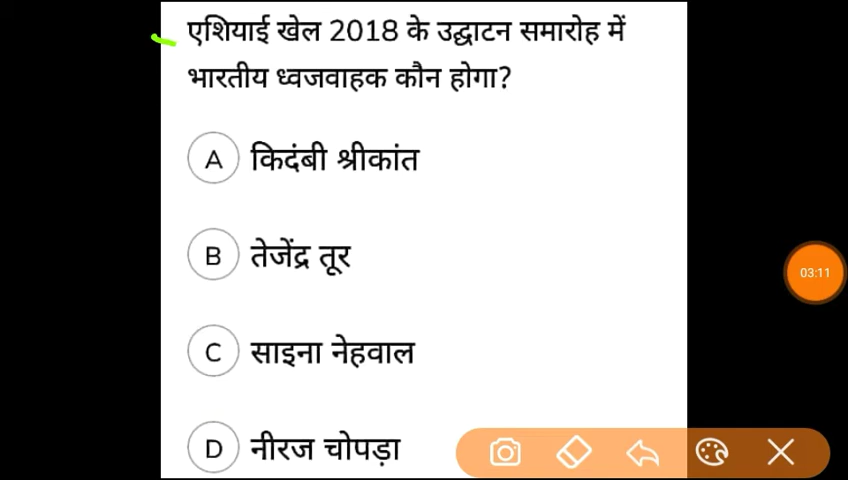 एशियाई खेल 2018 के उद्घाटन समारोह में
भारतीय ध्वजवाहक कौन होगा?
A किदंबी श्रीकांत
B तेजेंद्र तूर
03:11
C साइना नेहवाल
D नीरज चोपड़ा